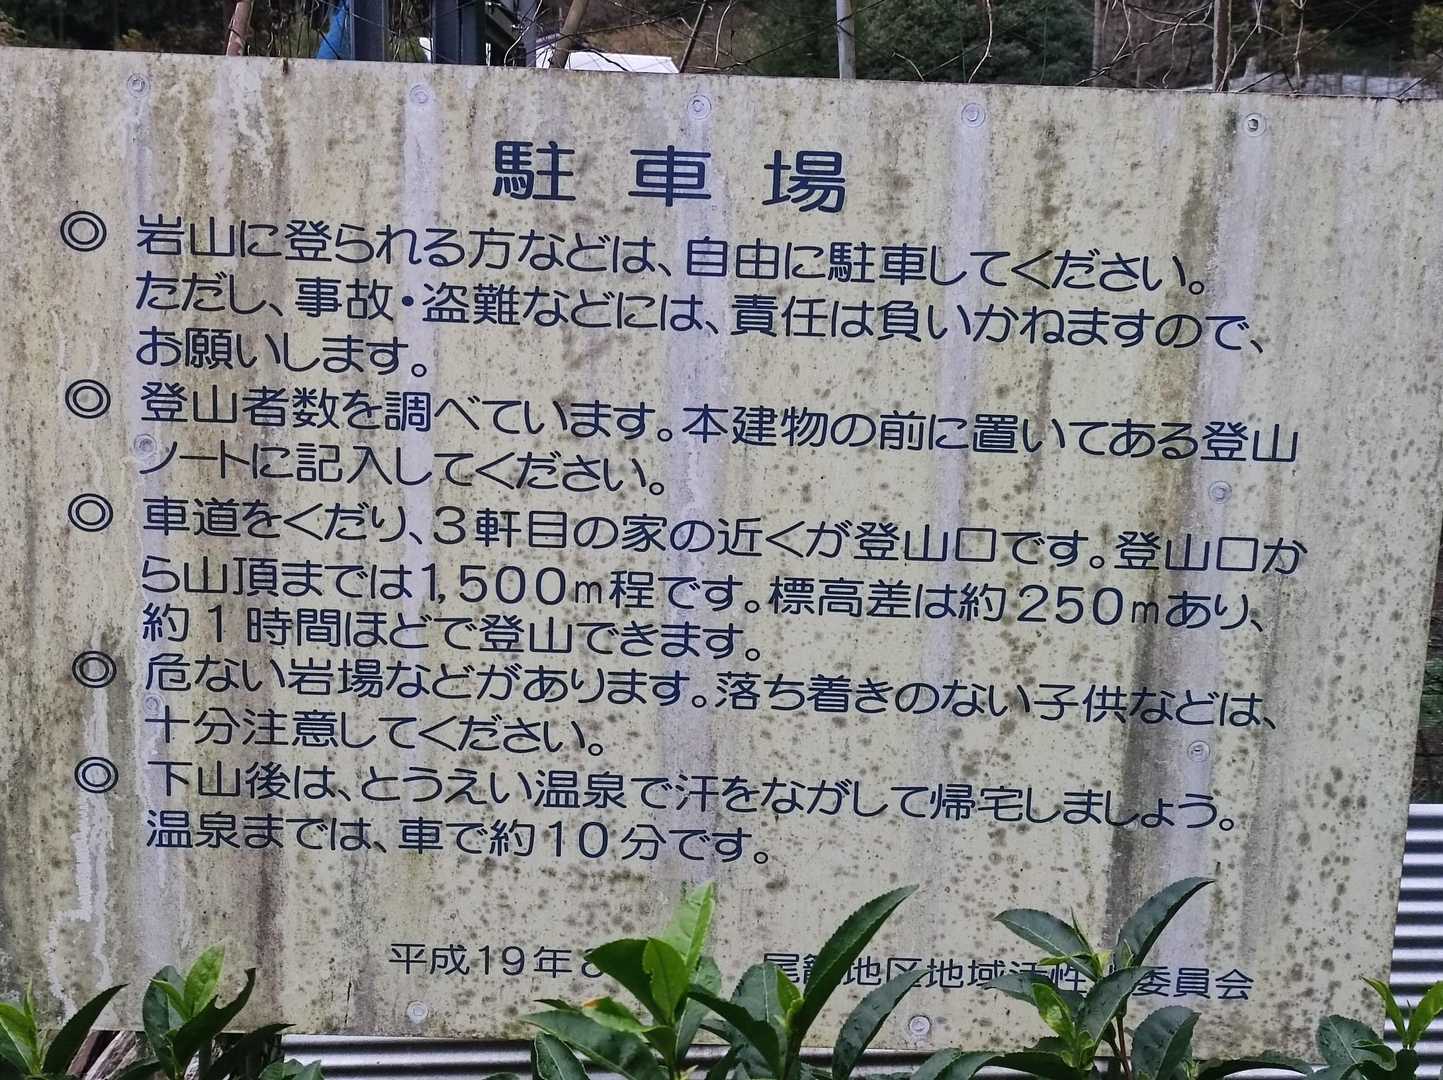 駐車場
◎ 岩山に登られる方などは、自由に駐車してください。
ただし、事故・盗難などには、責任は負いかねますので、
お願いします。
◎ 登山者数を調べています。本建物の前に置いてある登山
ノートに記入してください。
◎ 車道をくだり、3軒目の家の近くが登山口です。登山口か
ら山頂までは1,500m程です。標高差は約250mあり、
約1時間ほどで登山できます。
◎ 危ない岩場などがあります。落ち着きのない子供などは、
十分注意してください。
◎ 下山後は、とうえい温泉で汗をながして帰宅しましょう。
温泉までは、車で約10分です。
平成19年 尾籠地区地域活性 委員会